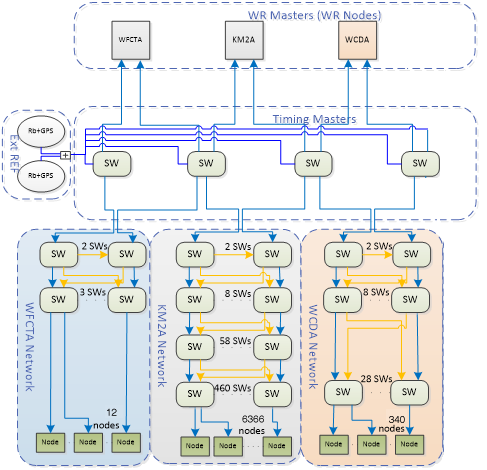 WR Masters (WR Nodes)
WFCTA
KM2A
WCDA
Timing Masters
Rb+GPS
Rb+GPS
Ext REF
+
SW
SW
SW
SW
WFCTA Network
SW
2 SWs
SW
SW
3 SWs
SW
12
nodes
Node
Node
Node
KM2A Network
SW
2 SWs
SW
SW
8 SWs
SW
SW
58 SWs
SW
SW
460 SWs
SW
6366
nodes
Node
Node
Node
WCDA Network
SW
2 SWs
SW
SW
8 SWs
SW
SW
28 SWs
SW
340
nodes
Node
Node
Node